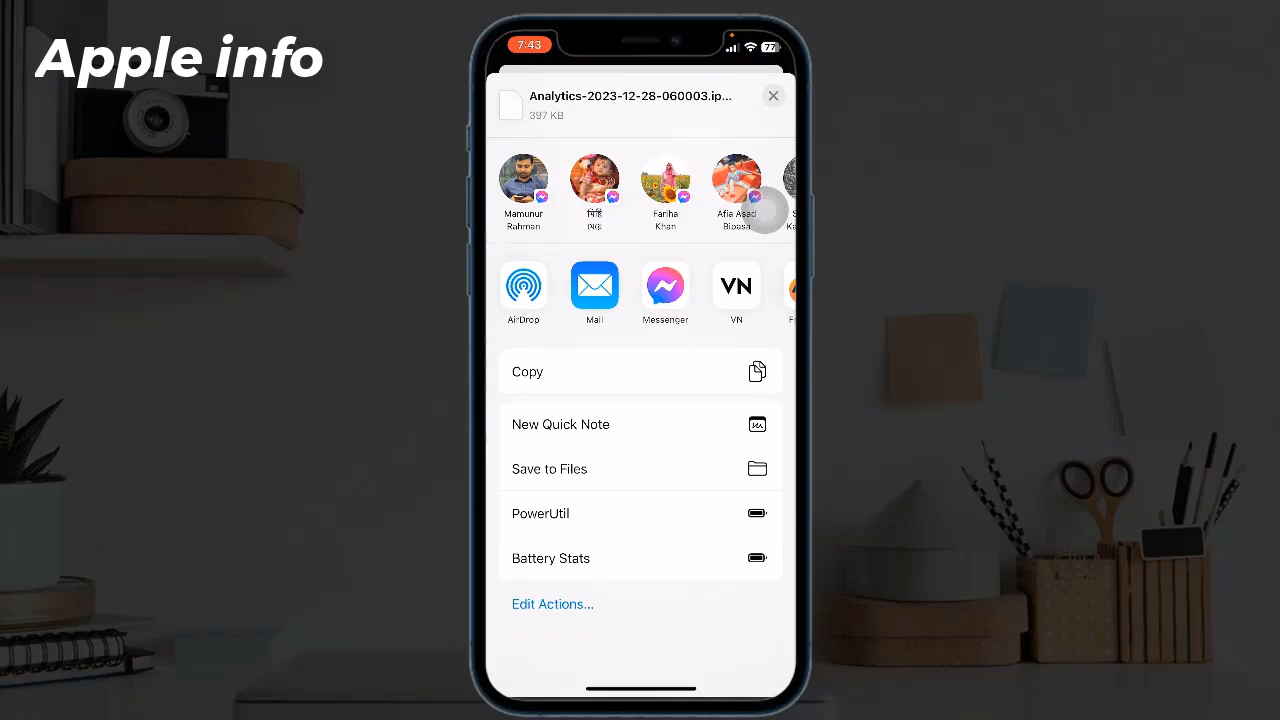 Apple info
7:43
77
Analytics-2023-12-28-060003.ip...
397 KB
Mamunur
Rahman
Fariha
Khan
Afia Asad
Bipasa
AirDrop
Mail
Messenger
VN
VN
Copy
New Quick Note
Save to Files
PowerUtil
Battery Stats
Edit Actions...